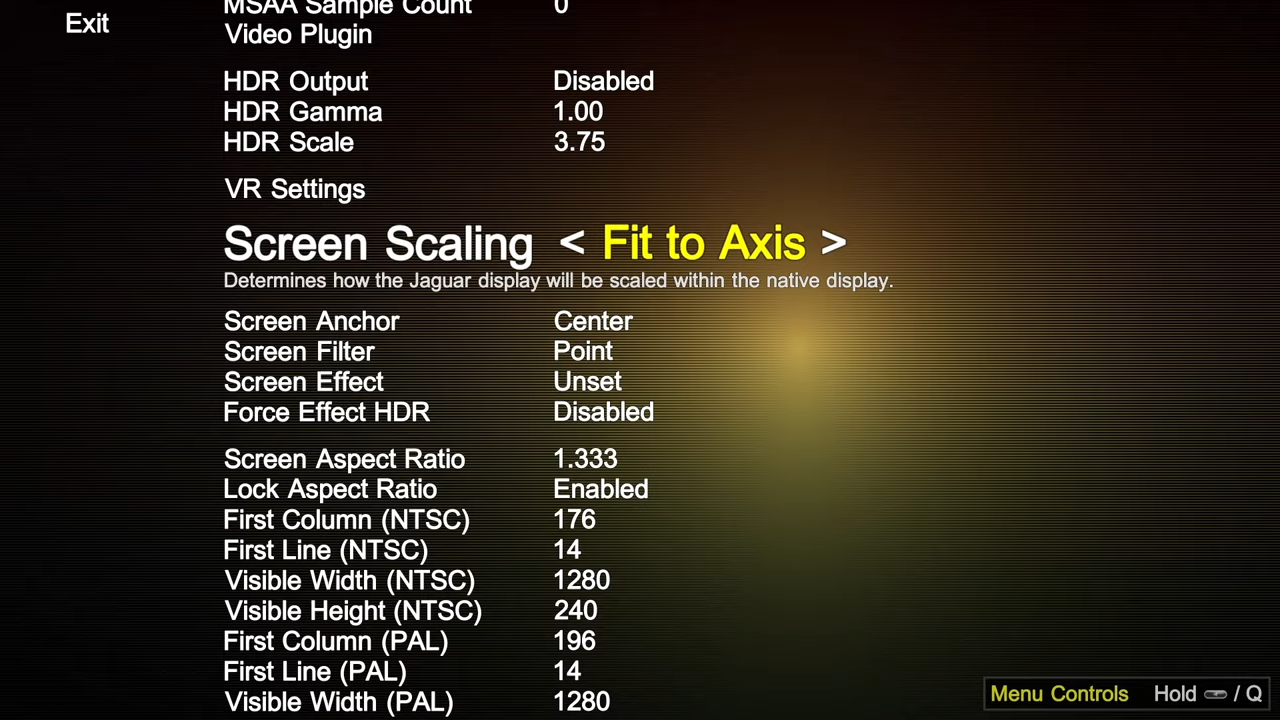 Exit
MSAA Sample Count 0
Video Plugin
HDR Output Disabled
HDR Gamma 1.00
HDR Scale 3.75
VR Settings
Screen Scaling < Fit to Axis >
Determines how the Jaguar display will be scaled within the native display.
Screen Anchor Center
Screen Filter Point
Screen Effect Unset
Force Effect HDR Disabled
Screen Aspect Ratio 1.333
Lock Aspect Ratio Enabled
First Column (NTSC) 176
First Line (NTSC) 14
Visible Width (NTSC) 1280
Visible Height (NTSC) 240
First Column (PAL) 196
First Line (PAL) 14
Visible Width (PAL) 1280
Menu Controls Hold / Q